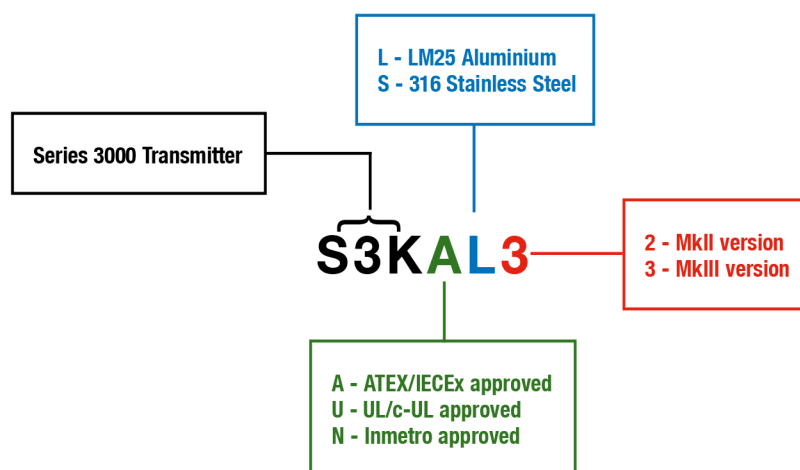 L - LM25 Aluminium
S - 316 Stainless Steel
Series 3000 Transmitter
S3KAL3
2 - MkII version
3 - MkIII version
A - ATEX/IECEx approved
U - UL/c-UL approved
N - Inmetro approved